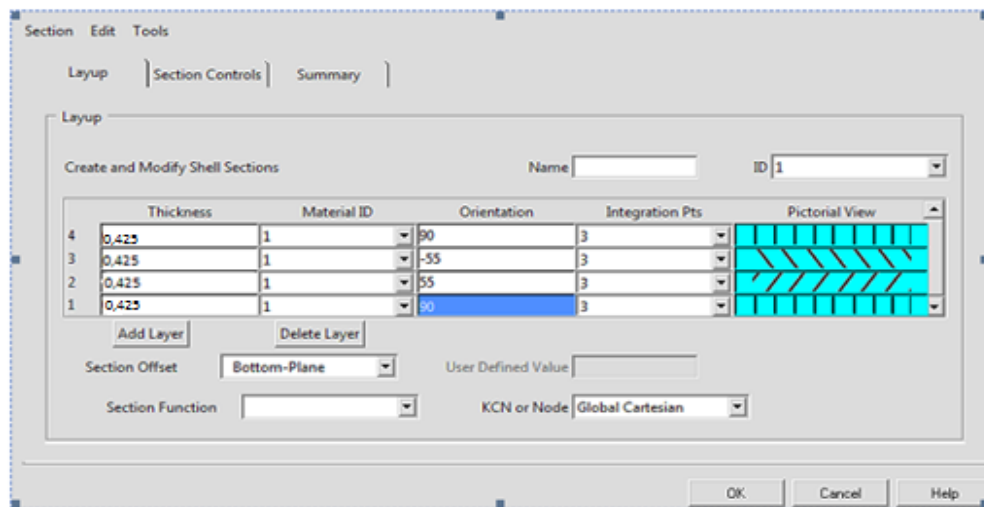 Section Edit Tools
Layup Section Controls Summary
Layup
Create and Modify Shell Sections Name ID 1
Thickness Material ID Orientation Integration Pts Pictorial View
4 0,425 1 90 3
3 0,425 1 -55 3
2 0,425 1 55 3
1 0,425 1 90 3
Add Layer Delete Layer
Section Offset Bottom-Plane User Defined Value
Section Function KCN or Node Global Cartesian
OK Cancel Help